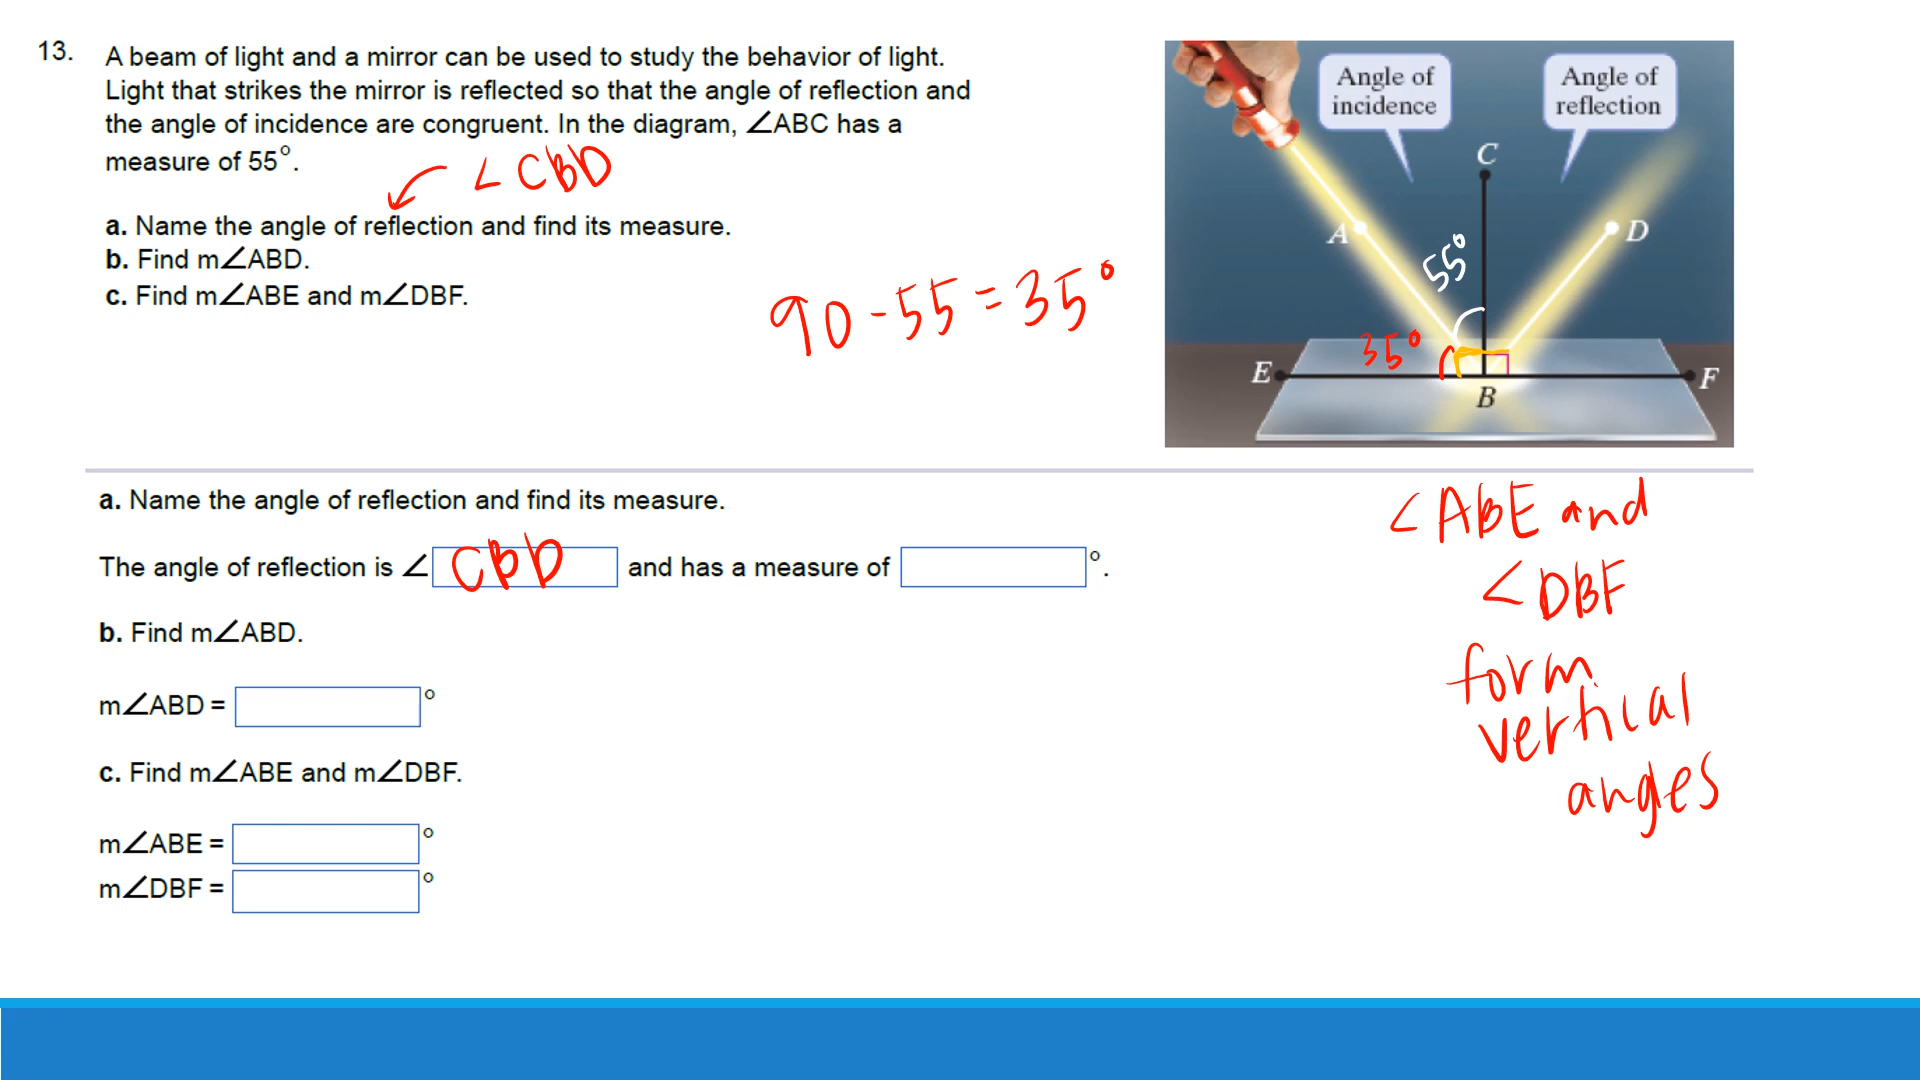 13. A beam of light and a mirror can be used to study the behavior of light.
Light that strikes the mirror is reflected so that the angle of reflection and
the angle of incidence are congruent. In the diagram, ∠ABC has a
measure of 55°.
∠ CBD
a. Name the angle of reflection and find its measure.
b. Find m∠ABD.
c. Find m∠ABE and m∠DBF.
90 - 55 = 35°
Angle of
incidence
Angle of
reflection
C
A
D
55°
35°
E
B
F
a. Name the angle of reflection and find its measure.
The angle of reflection is ∠ CBD and has a measure of °.
b. Find m∠ABD.
m∠ABD = °
c. Find m∠ABE and m∠DBF.
m∠ABE = °
m∠DBF = °
∠ ABE and
∠ DBF
form
vertical
angles